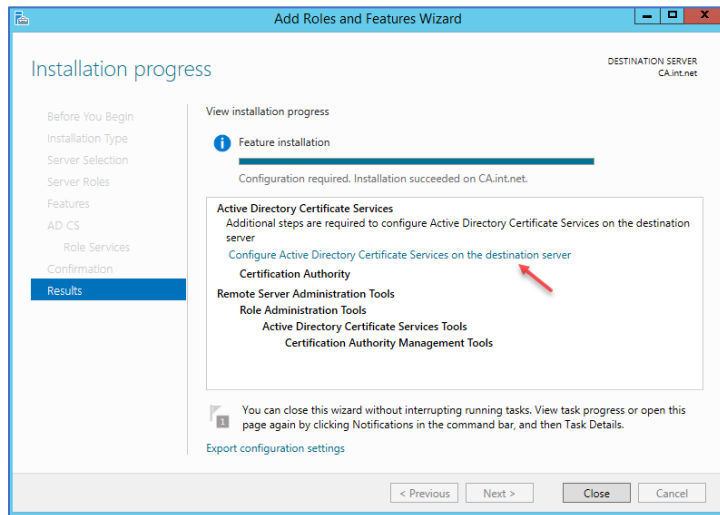 Add Roles and Features Wizard
Installation progress
DESTINATION SERVER
CA.int.net
Before You Begin
Installation Type
Server Selection
Server Roles
Features
AD CS
Role Services
Confirmation
Results
View installation progress
Feature installation
Configuration required. Installation succeeded on CA.int.net.
Active Directory Certificate Services
Additional steps are required to configure Active Directory Certificate Services on the destination
server
Configure Active Directory Certificate Services on the destination server
Certification Authority
Remote Server Administration Tools
Role Administration Tools
Active Directory Certificate Services Tools
Certification Authority Management Tools
1
You can close this wizard without interrupting running tasks. View task progress or open this
page again by clicking Notifications in the command bar, and then Task Details.
Export configuration settings
< Previous
Next >
Close
Cancel